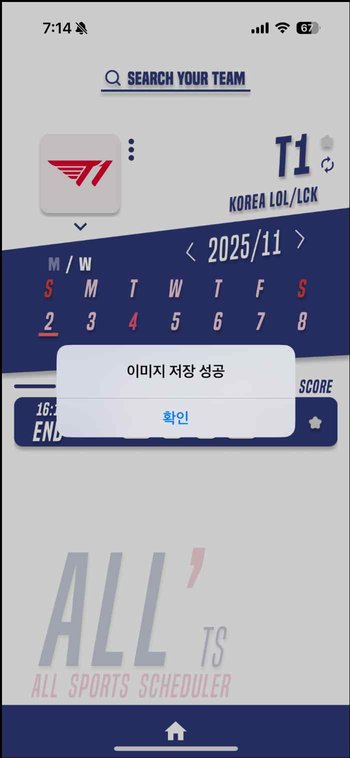 7:14
67
SEARCH YOUR TEAM
T1
T1
KOREA LOL/LCK
2025/11
M / W
S M T W T F S
2 3 4 5 6 7 8
이미지 저장 성공
SCORE
확인
16:
END
ALL'
TS
ALL SPORTS SCHEDULER